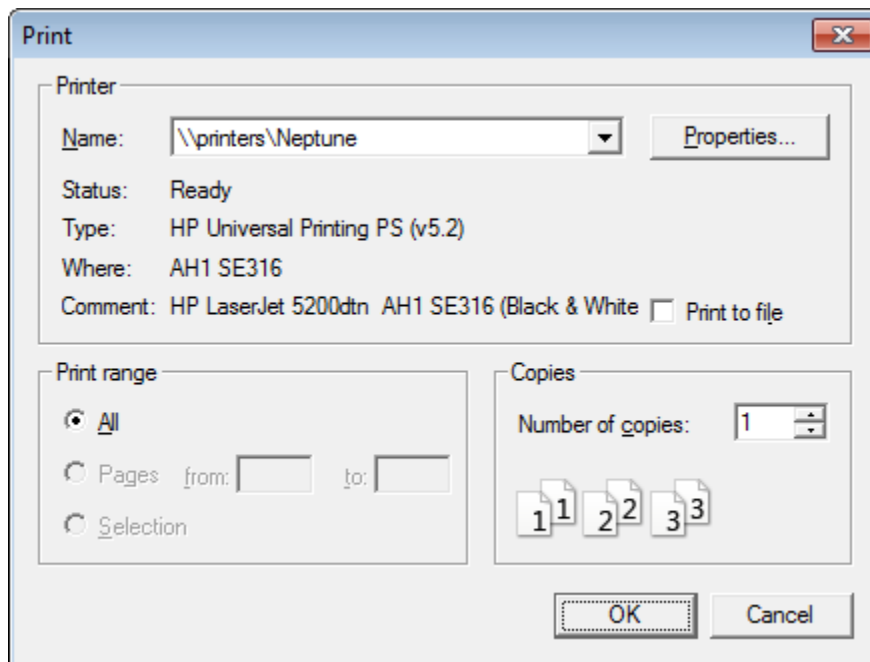 Print
Printer
Name: \\printers\Neptune Properties...
Status: Ready
Type: HP Universal Printing PS (v5.2)
Where: AH1 SE316
Comment: HP LaserJet 5200dtn AH1 SE316 (Black & White Print to file
Print range
All
Pages from: to:
Selection
Copies
Number of copies: 1
1 1 2 2 3 3
OK Cancel